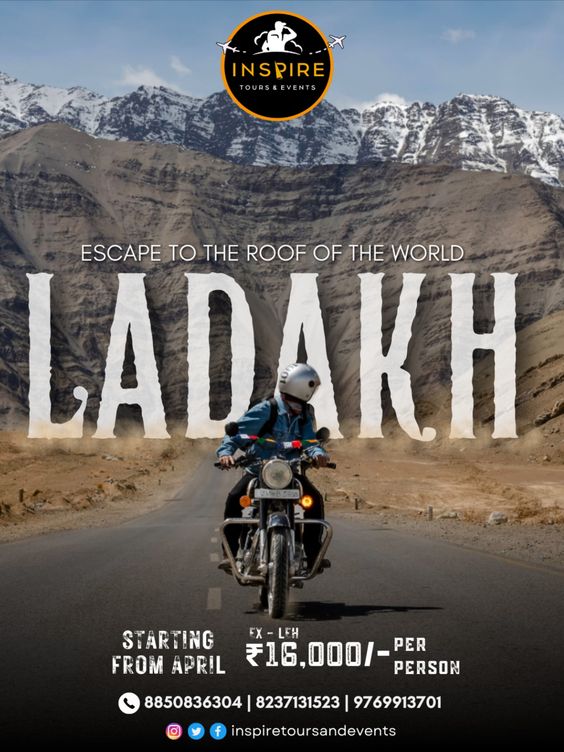 INSPIRE
TOURS & EVENTS
ESCAPE TO THE ROOF OF THE WORLD
LADAKH
STARTING
FROM APRIL
EX - LEH
₹16,000/-
PER
PERSON
8850836304 | 8237131523 | 9769913701
inspiretoursandevents